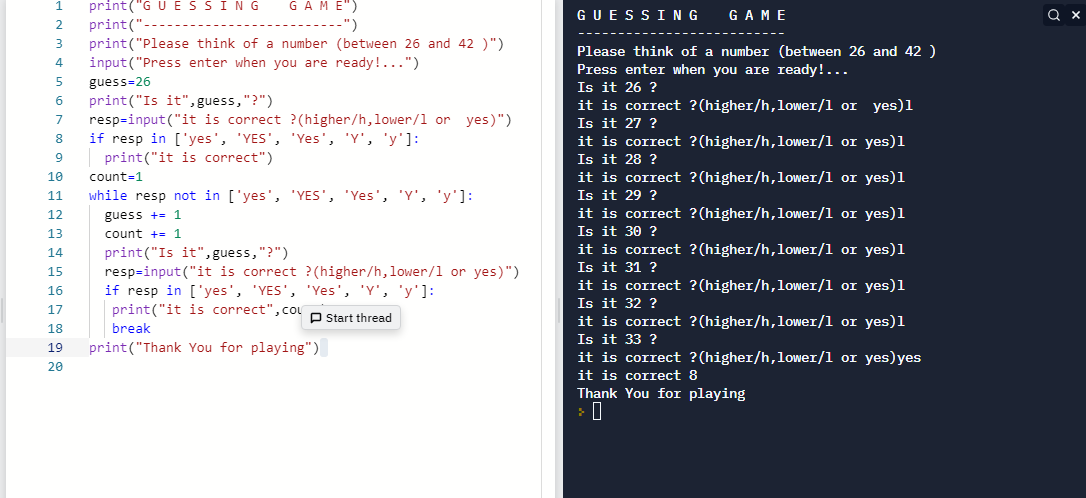 1 print("G U E S S I N G    G A M E")
2 print("--------------------------")
3 print("Please think of a number (between 26 and 42 )")
4 input("Press enter when you are ready!...")
5 guess=26
6 print("Is it",guess,"?")
7 resp=input("it is correct ?(higher/h,lower/l or  yes)")
8 if resp in ['yes', 'YES', 'Yes', 'Y', 'y']:
9   print("it is correct")
10 count=1
11 while resp not in ['yes', 'YES', 'Yes', 'Y', 'y']:
12   guess += 1
13   count += 1
14   print("Is it",guess,"?")
15   resp=input("it is correct ?(higher/h,lower/l or yes)")
16   if resp in ['yes', 'YES', 'Yes', 'Y', 'y']:
17    print("it is correct",cou
Start thread
18    break
19 print("Thank You for playing")
20
G U E S S I N G    G A M E
--------------------------
Please think of a number (between 26 and 42 )
Press enter when you are ready!...
Is it 26 ?
it is correct ?(higher/h,lower/l or  yes)l
Is it 27 ?
it is correct ?(higher/h,lower/l or yes)l
Is it 28 ?
it is correct ?(higher/h,lower/l or yes)l
Is it 29 ?
it is correct ?(higher/h,lower/l or yes)l
Is it 30 ?
it is correct ?(higher/h,lower/l or yes)l
Is it 31 ?
it is correct ?(higher/h,lower/l or yes)l
Is it 32 ?
it is correct ?(higher/h,lower/l or yes)l
Is it 33 ?
it is correct ?(higher/h,lower/l or yes)yes
it is correct 8
Thank You for playing